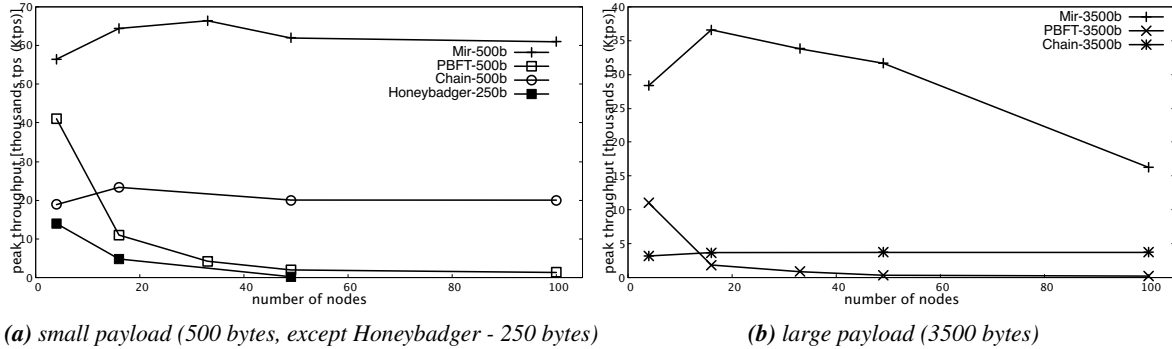 peak throughput [thousands tps (Ktps)]
70
60
50
40
30
20
10
0
Mir-500b
PBFT-500b
Chain-500b
Honeybadger-250b
0 20 40 60 80 100
number of nodes
(a) small payload (500 bytes, except Honeybadger - 250 bytes)
peak throughput [thousands tps (Ktps)]
40
35
30
25
20
15
10
5
0
Mir-3500b
PBFT-3500b
Chain-3500b
0 20 40 60 80 100
number of nodes
(b) large payload (3500 bytes)